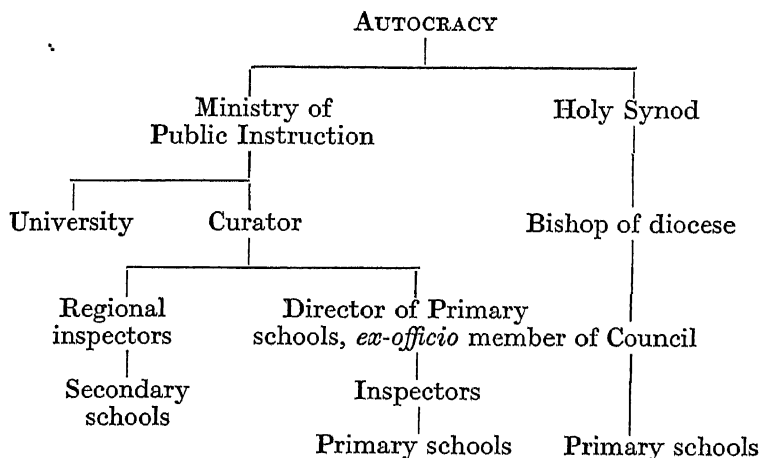 AUTOCRACY
Ministry of
Public Instruction
Holy Synod
University
Curator
Bishop of diocese
Regional
inspectors
Director of Primary
schools, ex-officio member of Council
Secondary
schools
Inspectors
Primary schools
Primary schools